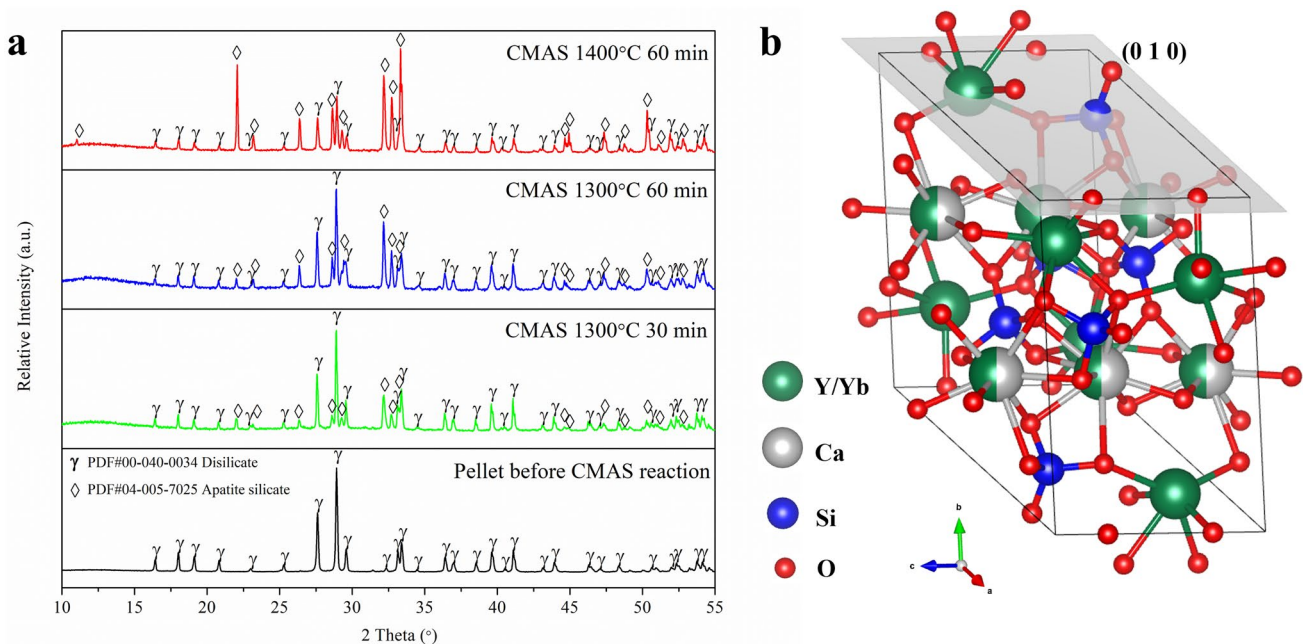 a
CMAS 1400°C 60 min
CMAS 1300°C 60 min
CMAS 1300°C 30 min
Pellet before CMAS reaction
γ PDF#00-040-0034 Disilicate
◊ PDF#04-005-7025 Apatite silicate
Relative Intensity (a.u.)
10 15 20 25 30 35 40 45 50 55
2 Theta (°)
b
(0 1 0)
Y/Yb
Ca
Si
O
b
c
a